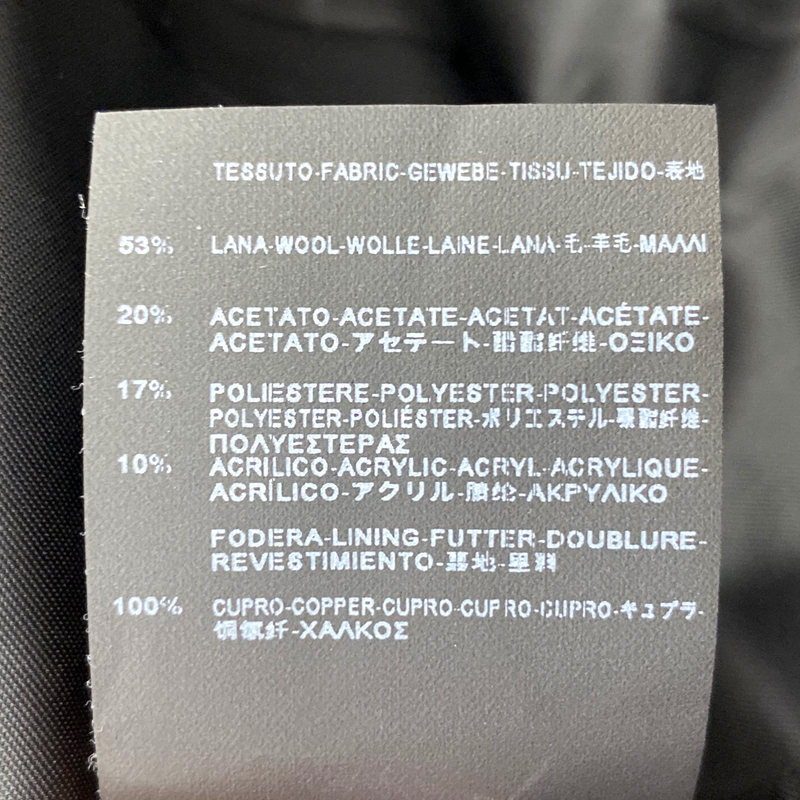 TESSUTO-FABRIC-GEWEBE-TISSU-TEJIDO-表地
53% LANA-WOOL-WOLLE-LAINE-LANA-毛-羊毛-ΜΑΛΛΙ
20% ACETATO-ACETATE-ACETAT-ACÉTATE-
ACETATO-アセテート-醋酯纤维-ΟΞΙΚΟ
17% POLIESTERE-POLYESTER-POLYESTER-
POLYESTER-POLIÉSTER-ポリエステル-聚酯纤维-
ΠΟΛΥΕΣΤΕΡΑΣ
10% ACRILICO-ACRYLIC-ACRYL-ACRYLIQUE-
ACRÍLICO-アクリル-腈纶-ΑΚΡΥΛΙΚΟ
FODERA-LINING-FUTTER-DOUBLURE-
REVESTIMIENTO-裏地-里料
100% CUPRO-COPPER-CUPRO-CUPRO-CUPRO-キュプラ-
铜氨纤-ΧΑΛΚΟΣ